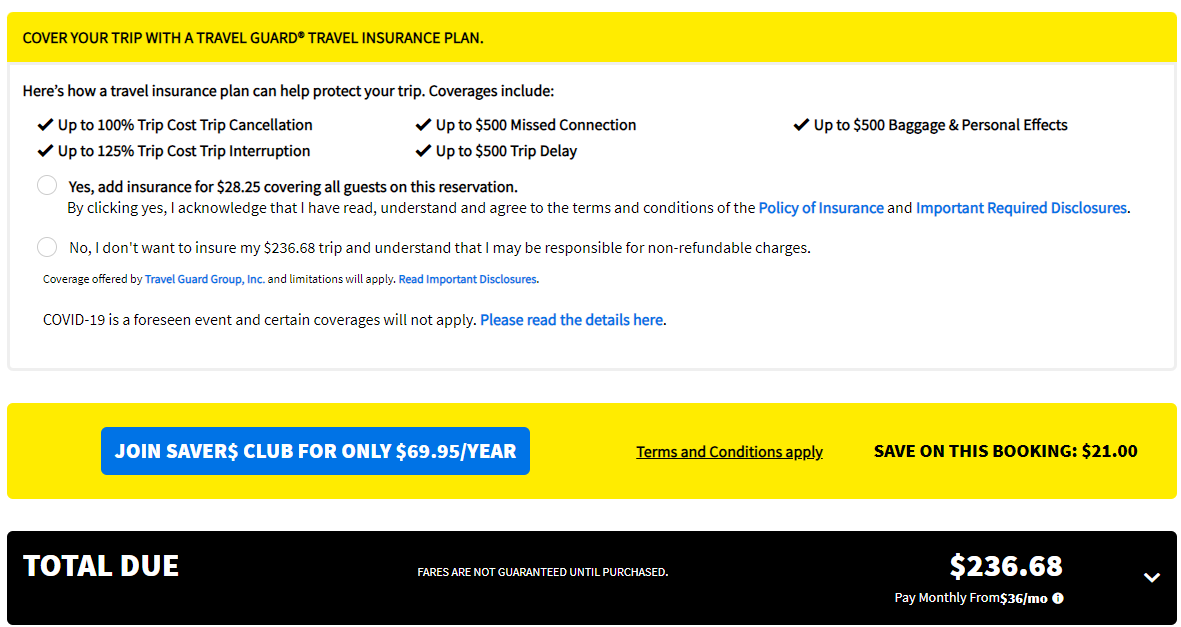 COVER YOUR TRIP WITH A TRAVEL GUARD® TRAVEL INSURANCE PLAN.
Here's how a travel insurance plan can help protect your trip. Coverages include:
✔ Up to 100% Trip Cost Trip Cancellation
✔ Up to $500 Missed Connection
✔ Up to $500 Baggage & Personal Effects
✔ Up to 125% Trip Cost Trip Interruption
✔ Up to $500 Trip Delay
Yes, add insurance for $28.25 covering all guests on this reservation.
By clicking yes, I acknowledge that I have read, understand and agree to the terms and conditions of the Policy of Insurance and Important Required Disclosures.
No, I don't want to insure my $236.68 trip and understand that I may be responsible for non-refundable charges.
Coverage offered by Travel Guard Group, Inc. and limitations will apply. Read Important Disclosures.
COVID-19 is a foreseen event and certain coverages will not apply. Please read the details here.
JOIN SAVER$ CLUB FOR ONLY $69.95/YEAR
Terms and Conditions apply
SAVE ON THIS BOOKING: $21.00
TOTAL DUE
FARES ARE NOT GUARANTEED UNTIL PURCHASED.
$236.68
Pay Monthly From$36/mo